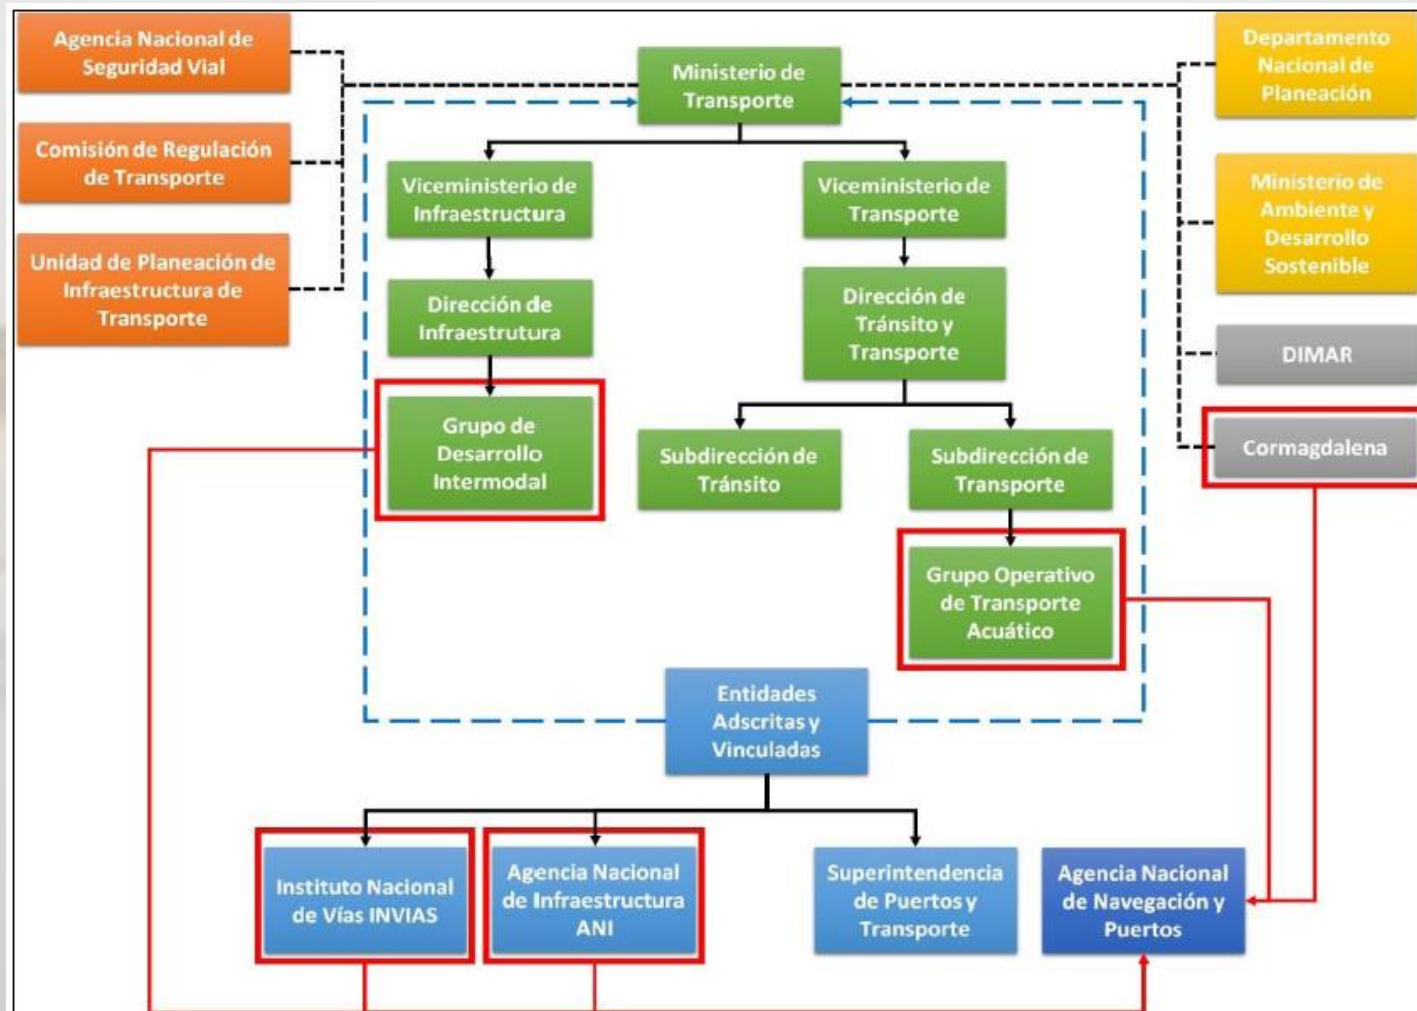 Agencia Nacional de
Seguridad Vial
Comisión de Regulación
de Transporte
Unidad de Planeación de
Infraestructura de
Transporte
Ministerio de
Transporte
Departamento
Nacional de
Planeación
Ministerio de
Ambiente y
Desarrollo
Sostenible
DIMAR
Cormagdalena
Viceministerio de
Infraestructura
Viceministerio de
Transporte
Dirección de
Infraestrutura
Dirección de
Tránsito y
Transporte
Grupo de
Desarrollo
Intermodal
Subdirección de
Tránsito
Subdirección de
Transporte
Grupo Operativo
de Transporte
Acuático
Entidades
Adscritas y
Vinculadas
Instituto Nacional
de Vías INVIAS
Agencia Nacional
de Infraestructura
ANI
Superintendencia
de Puertos y
Transporte
Agencia Nacional
de Navegación y
Puertos